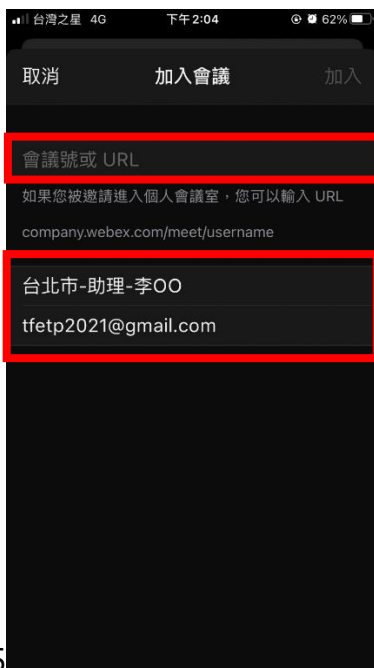 台灣之星 4G 下午2:04 62%
取消 加入會議 加入
會議號或 URL
如果您被邀請進入個人會議室，您可以輸入 URL
company.webex.com/meet/username
台北市-助理-李OO
tfetp2021@gmail.com